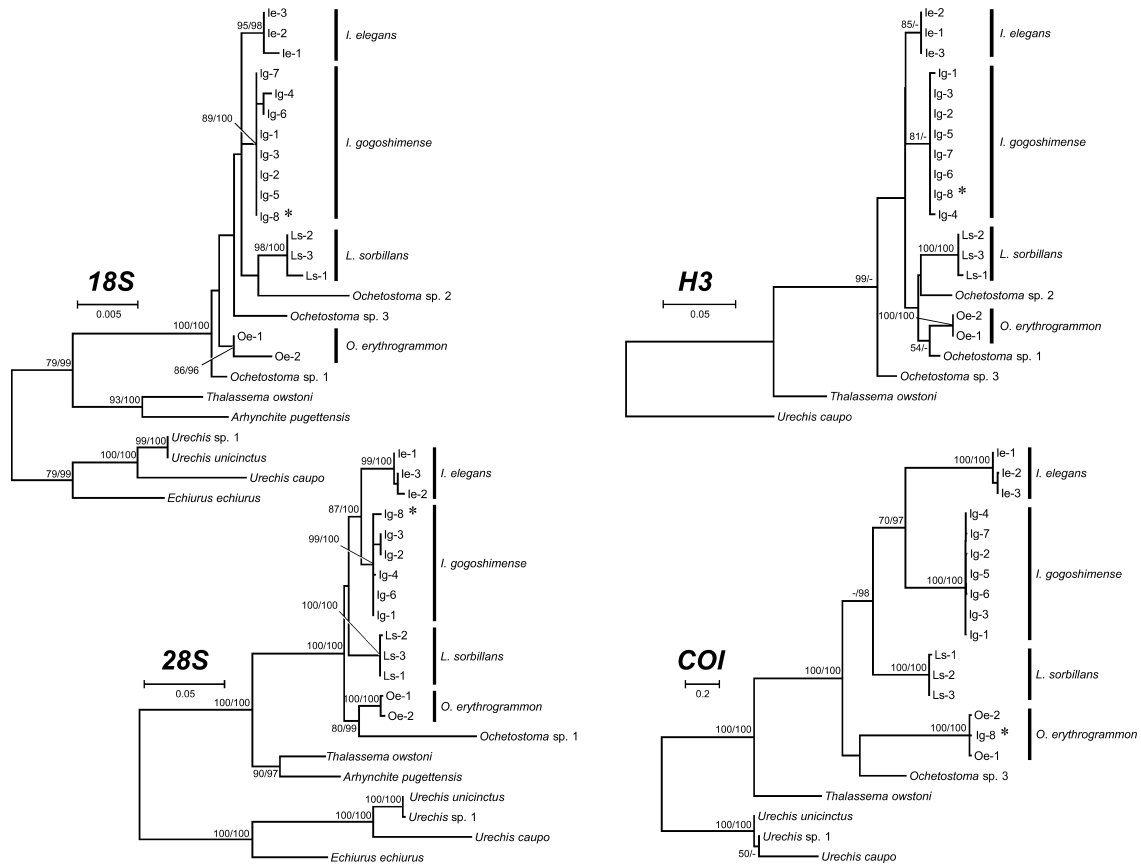 18S
0.005
95/98
Ie-3
Ie-2
Ie-1
I. elegans
89/100
Ig-7
Ig-4
Ig-6
Ig-1
Ig-3
Ig-2
Ig-5
Ig-8 *
I. gogoshimense
98/100
Ls-2
Ls-3
Ls-1
L. sorbillans
Ochetostoma sp. 2
Ochetostoma sp. 3
100/100
Oe-1
Oe-2
O. erythrogrammon
86/96
Ochetostoma sp. 1
79/99
93/100
Thalassema owstoni
Arhynchite pugettensis
99/100
Urechis sp. 1
Urechis unicinctus
100/100
Urechis caupo
79/99
Echiurus echiurus
H3
0.05
85/-
Ie-2
Ie-1
Ie-3
I. elegans
81/-
Ig-1
Ig-3
Ig-2
Ig-5
Ig-7
Ig-6
Ig-8 *
Ig-4
I. gogoshimense
100/100
Ls-2
Ls-3
Ls-1
L. sorbillans
99/-
Ochetostoma sp. 2
100/100
Oe-2
Oe-1
O. erythrogrammon
54/-
Ochetostoma sp. 1
Ochetostoma sp. 3
Thalassema owstoni
Urechis caupo
28S
0.05
99/100
Ie-1
Ie-3
Ie-2
I. elegans
87/100
99/100
Ig-8 *
Ig-3
Ig-2
Ig-4
Ig-6
Ig-1
I. gogoshimense
100/100
Ls-2
Ls-3
Ls-1
L. sorbillans
100/100
100/100
Oe-1
Oe-2
O. erythrogrammon
80/99
Ochetostoma sp. 1
100/100
Thalassema owstoni
90/97
Arhynchite pugettensis
100/100
Urechis unicinctus
Urechis sp. 1
100/100
Urechis caupo
Echiurus echiurus
COI
0.2
100/100
Ie-1
Ie-2
Ie-3
I. elegans
70/97
100/100
Ig-4
Ig-7
Ig-2
Ig-5
Ig-6
Ig-3
Ig-1
I. gogoshimense
-/98
100/100
Ls-1
Ls-2
Ls-3
L. sorbillans
100/100
100/100
Oe-2
Ig-8 *
Oe-1
O. erythrogrammon
Ochetostoma sp. 3
100/100
Thalassema owstoni
100/100
Urechis unicinctus
Urechis sp. 1
50/-
Urechis caupo